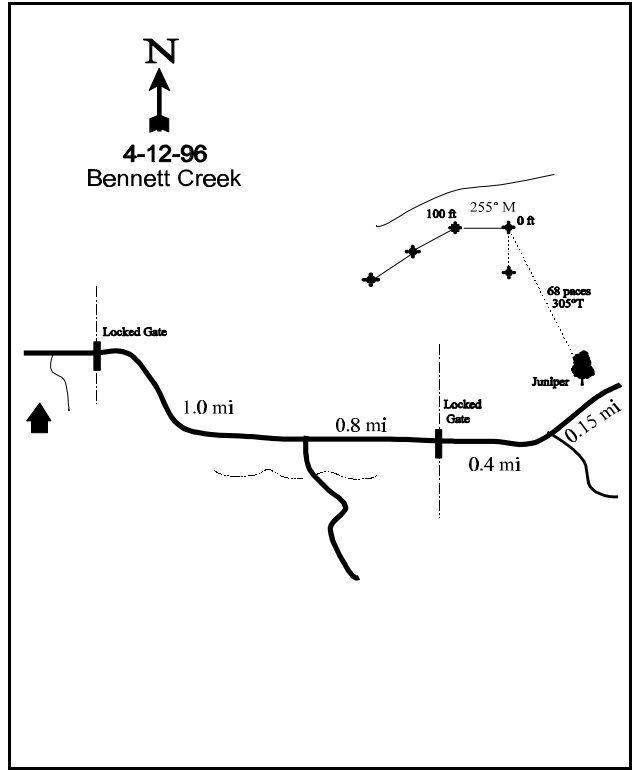 N
4-12-96
Bennett Creek
255° M
100 ft
0 ft
68 paces
305°T
Locked Gate
Juniper
1.0 mi
Locked
Gate
0.8 mi
0.15 mi
0.4 mi